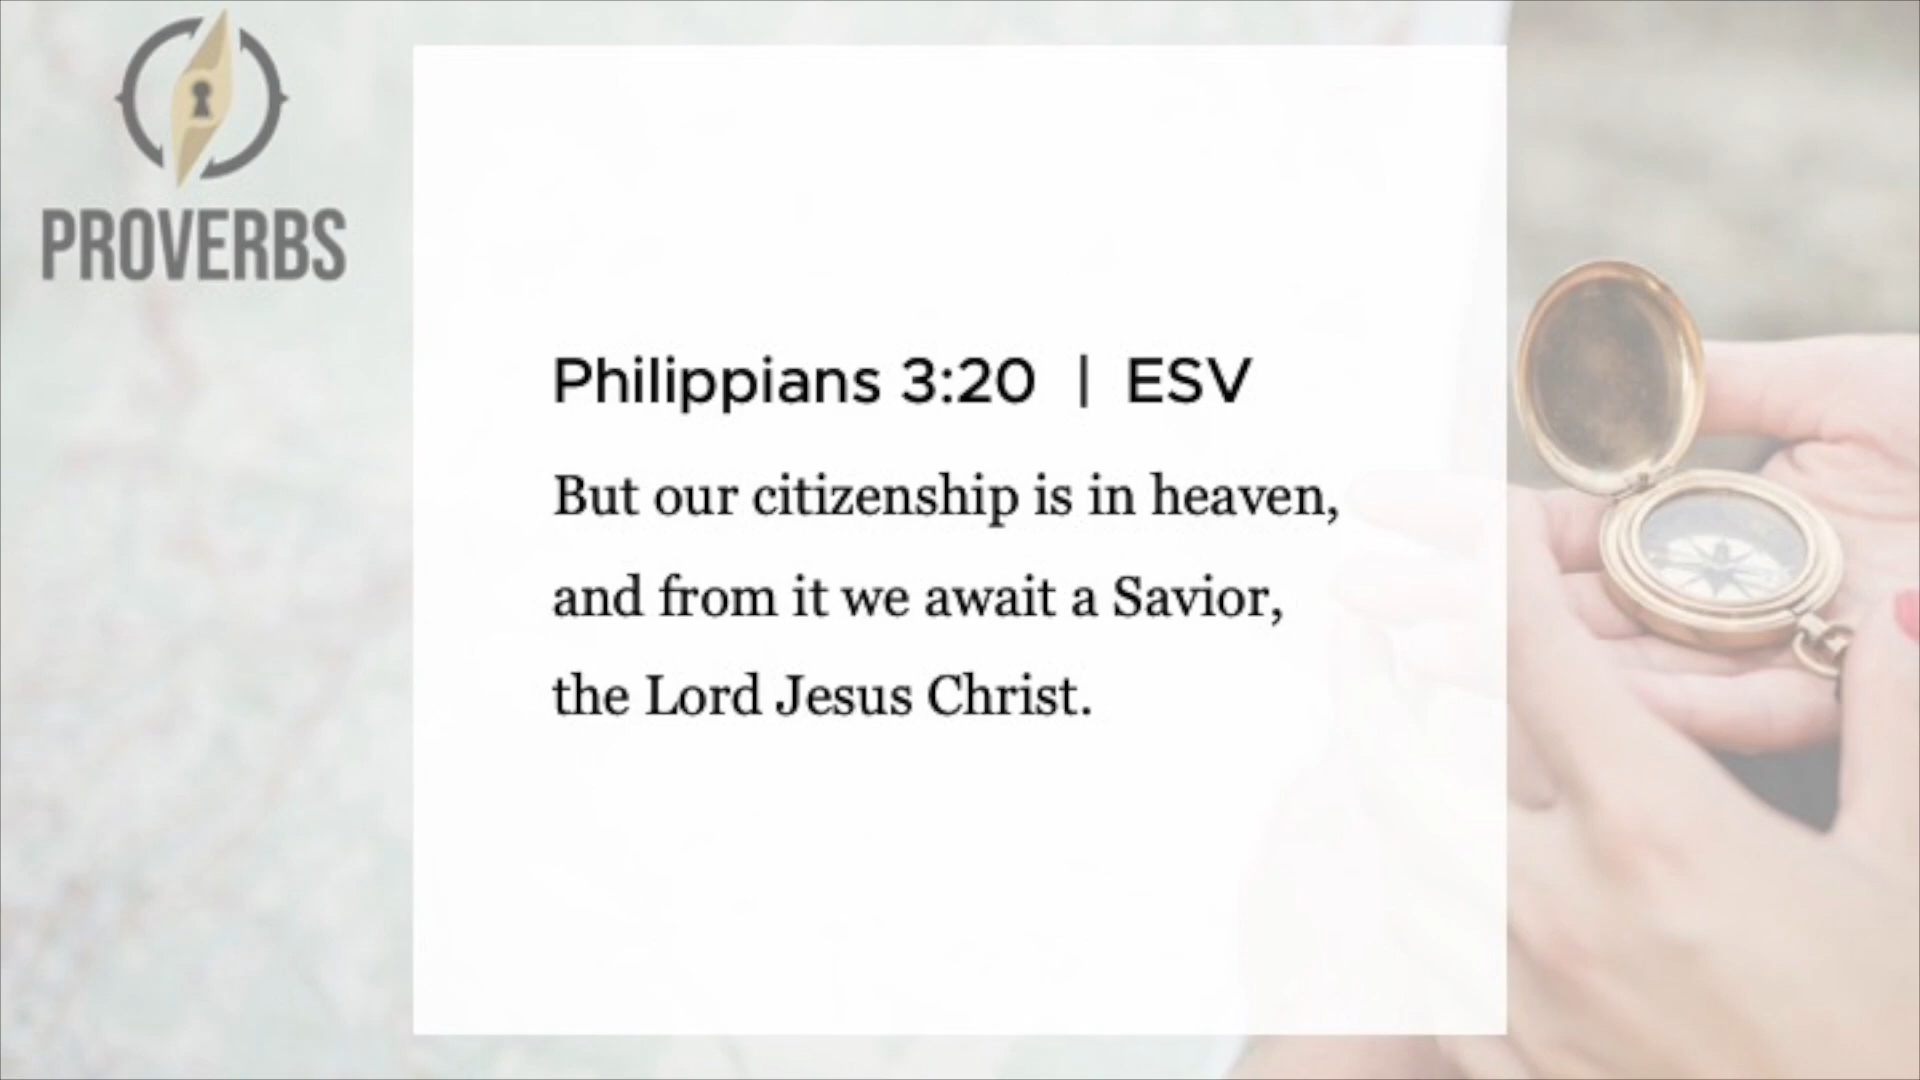 PROVERBS
Philippians 3:20 | ESV
But our citizenship is in heaven,
and from it we await a Savior,
the Lord Jesus Christ.